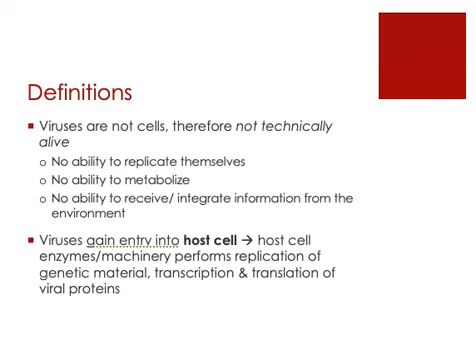 Definitions
Viruses are not cells, therefore not technically
alive
No ability to replicate themselves
No ability to metabolize
No ability to receive/ integrate information from the
environment
Viruses gain entry into host cell → host cell
enzymes/machinery performs replication of
genetic material, transcription & translation of
viral proteins